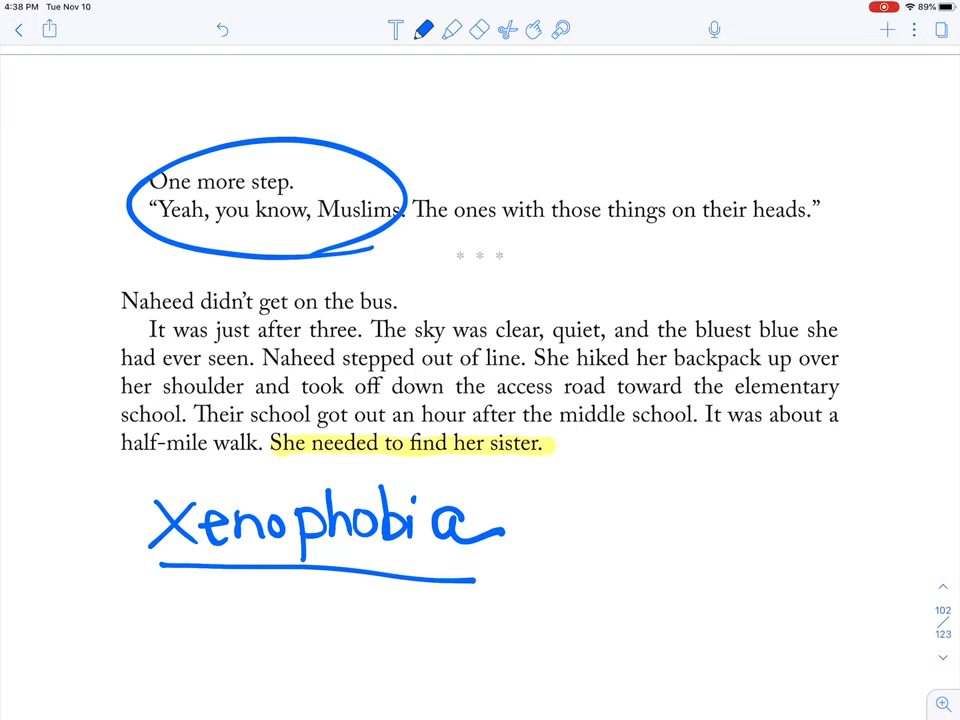 4:38 PM Tue Nov 10
89%
T
One more step.
“Yeah, you know, Muslims. The ones with those things on their heads.”
* * *
Naheed didn’t get on the bus.
It was just after three. The sky was clear, quiet, and the bluest blue she
had ever seen. Naheed stepped out of line. She hiked her backpack up over
her shoulder and took off down the access road toward the elementary
school. Their school got out an hour after the middle school. It was about a
half-mile walk. She needed to find her sister.
xenophobia
102
/
123